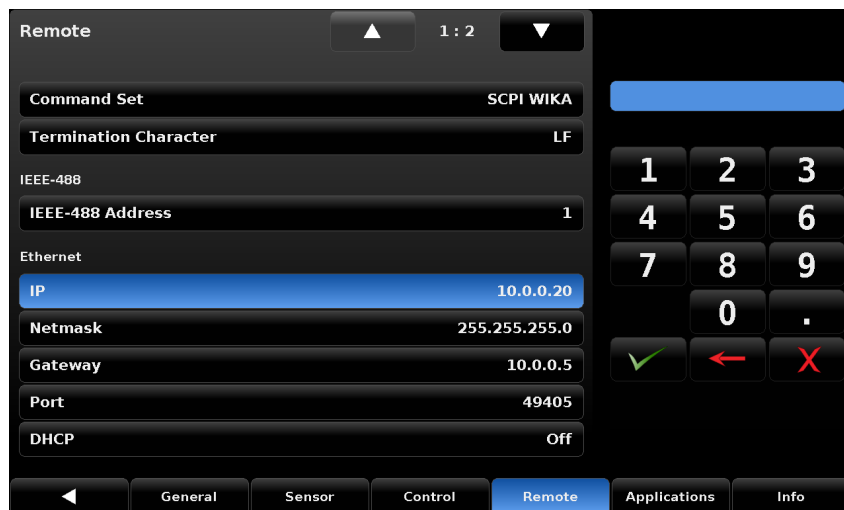 Remote
1 : 2
Command Set SCPI WIKA
Termination Character LF
IEEE-488
IEEE-488 Address 1
Ethernet
IP 10.0.0.20
Netmask 255.255.255.0
Gateway 10.0.0.5
Port 49405
DHCP Off
1 2 3
4 5 6
7 8 9
0 .
X
General Sensor Control Remote Applications Info